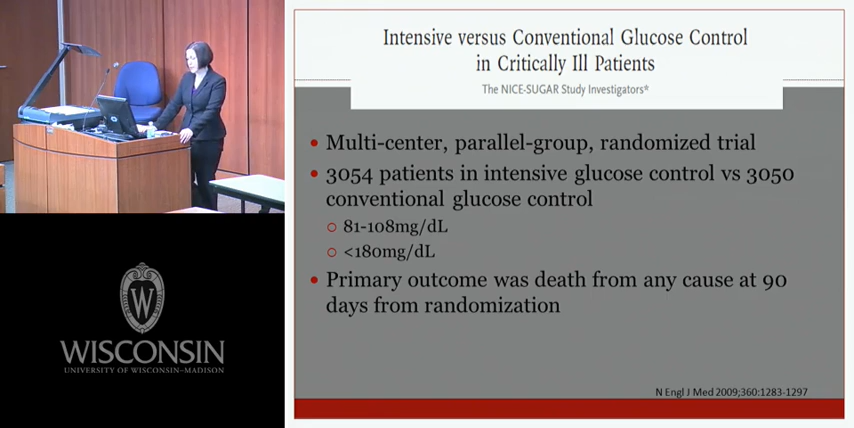 Intensive versus Conventional Glucose Control
in Critically Ill Patients
The NICE-SUGAR Study Investigators*
• Multi-center, parallel-group, randomized trial
• 3054 patients in intensive glucose control vs 3050
conventional glucose control
○ 81-108mg/dL
○ <180mg/dL
• Primary outcome was death from any cause at 90
days from randomization
N Engl J Med 2009;360:1283-1297
W
WISCONSIN
UNIVERSITY OF WISCONSIN–MADISON